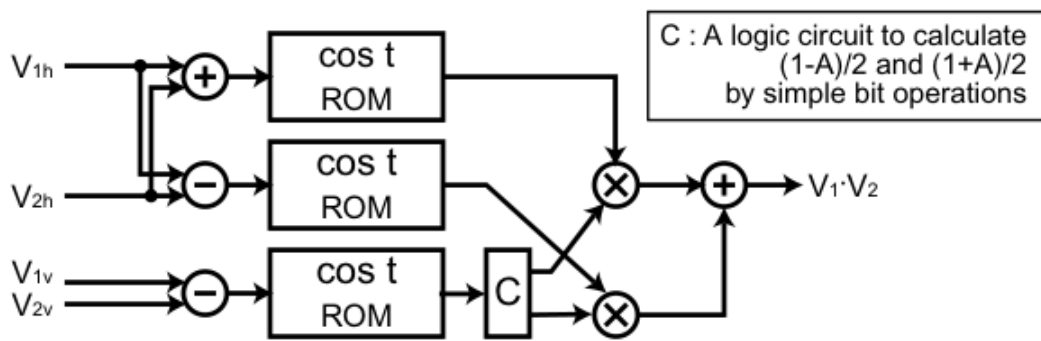 C : A logic circuit to calculate
(1-A)/2 and (1+A)/2
by simple bit operations
V1h
+
cos t
ROM
V2h
−
cos t
ROM
×
+
V1·V2
V1v
V2v
−
cos t
ROM
C
×